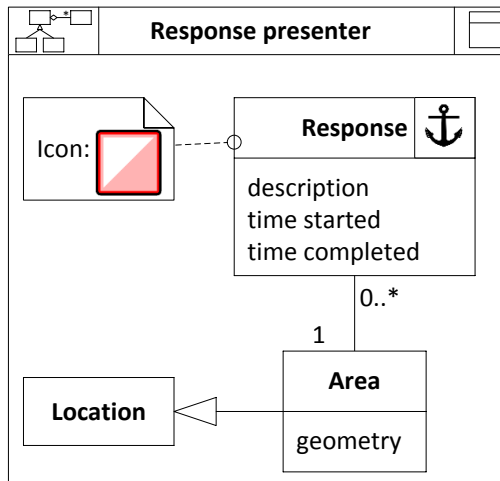 *
Response presenter
Icon:
Response
description
time started
time completed
0..*
1
Area
Location
geometry